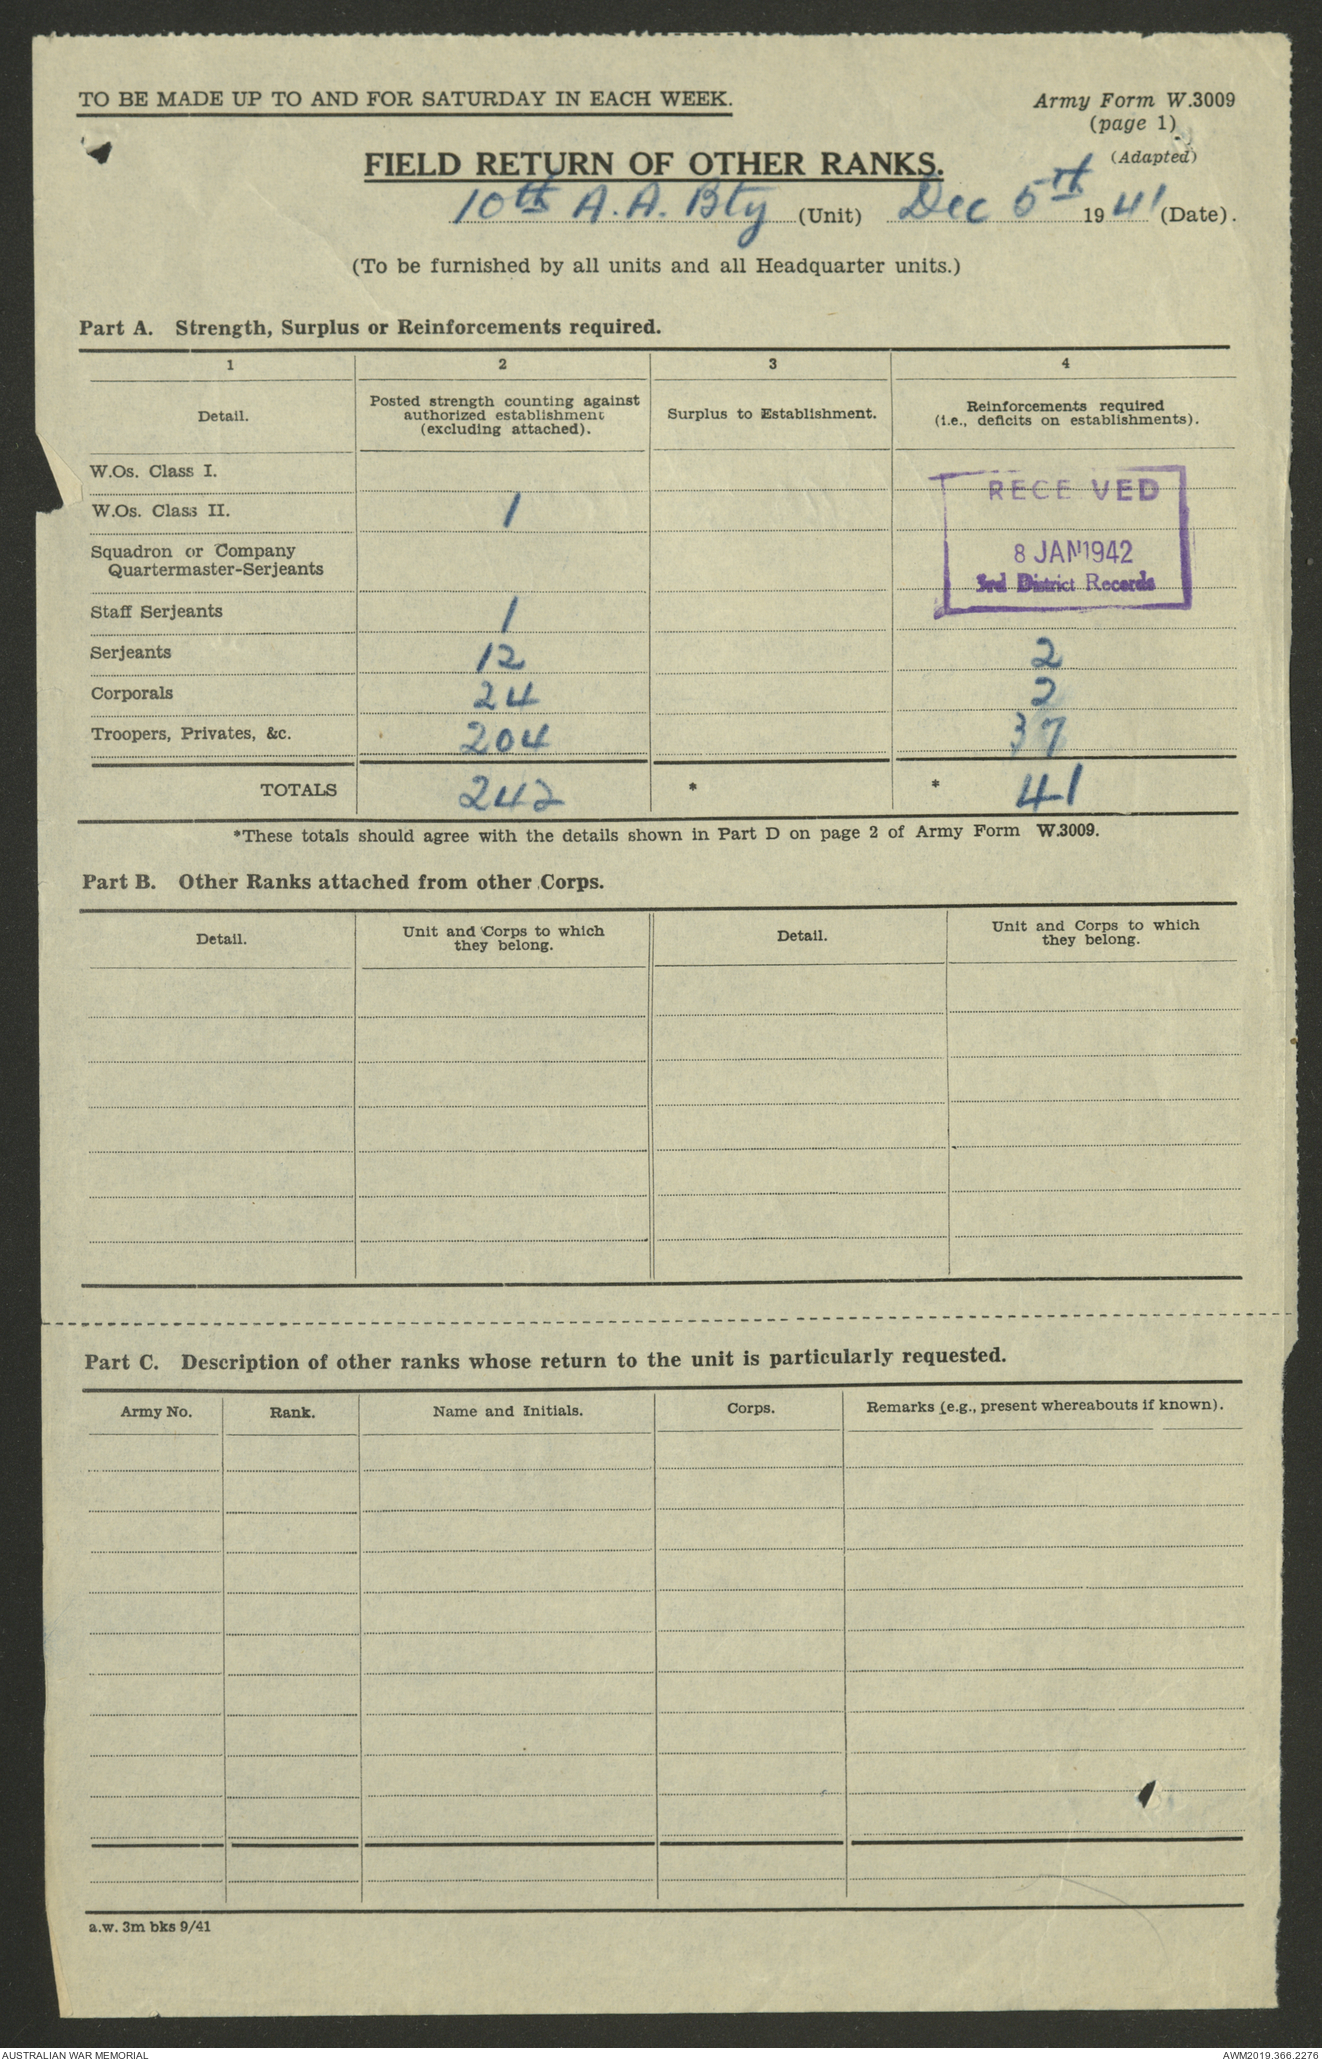 TO BE MADE UP TO AND FOR SATURDAY IN EACH WEEK.
Army Form W.3009
(page 1)
(Adapted)
FIELD RETURN OF OTHER RANKS.
10th A.A. Bty (Unit) Dec 5th 1941 (Date).
(To be furnished by all units and all Headquarter units.)
Part A. Strength, Surplus or Reinforcements required.
1 2 3 4
Detail.
Posted strength counting against
authorized establishment
(excluding attached).
Surplus to Establishment.
Reinforcements required
(i.e., deficits on establishments).
W.Os. Class I.
W.Os. Class II. 1
Squadron or Company
Quartermaster-Serjeants
RECE VED
8 JAN 1942
3rd District Records
Staff Serjeants 1
Serjeants 12 2
Corporals 24 2
Troopers, Privates, &c. 204 37
TOTALS 242 * * 41
*These totals should agree with the details shown in Part D on page 2 of Army Form W.3009.
Part B. Other Ranks attached from other Corps.
Detail.
Unit and Corps to which
they belong.
Detail.
Unit and Corps to which
they belong.
Part C. Description of other ranks whose return to the unit is particularly requested.
Army No. Rank. Name and Initials. Corps. Remarks (e.g., present whereabouts if known).
a.w. 3m bks 9/41
AUSTRALIAN WAR MEMORIAL
AWM2019.366.2276